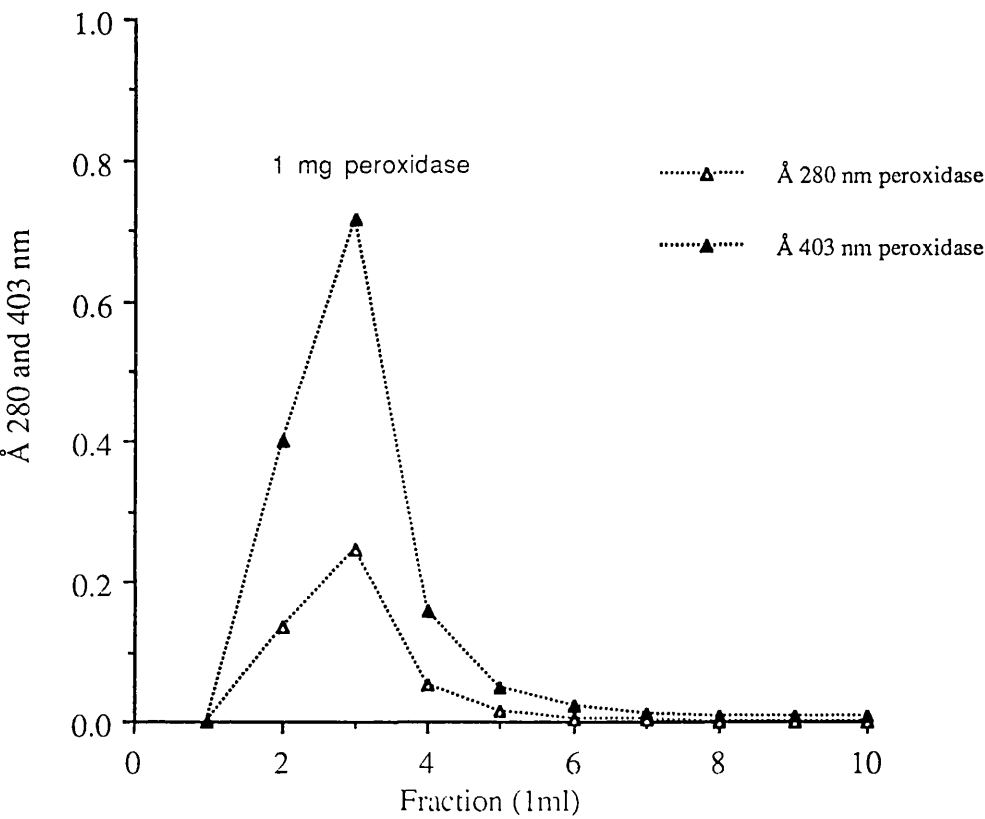 1.0
0.8
0.6
0.4
0.2
0.0
Å 280 and 403 nm
1 mg peroxidase
Å 280 nm peroxidase
Å 403 nm peroxidase
0 2 4 6 8 10
Fraction (1ml)